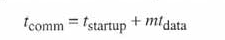 t_comm = t_startup + mt_data